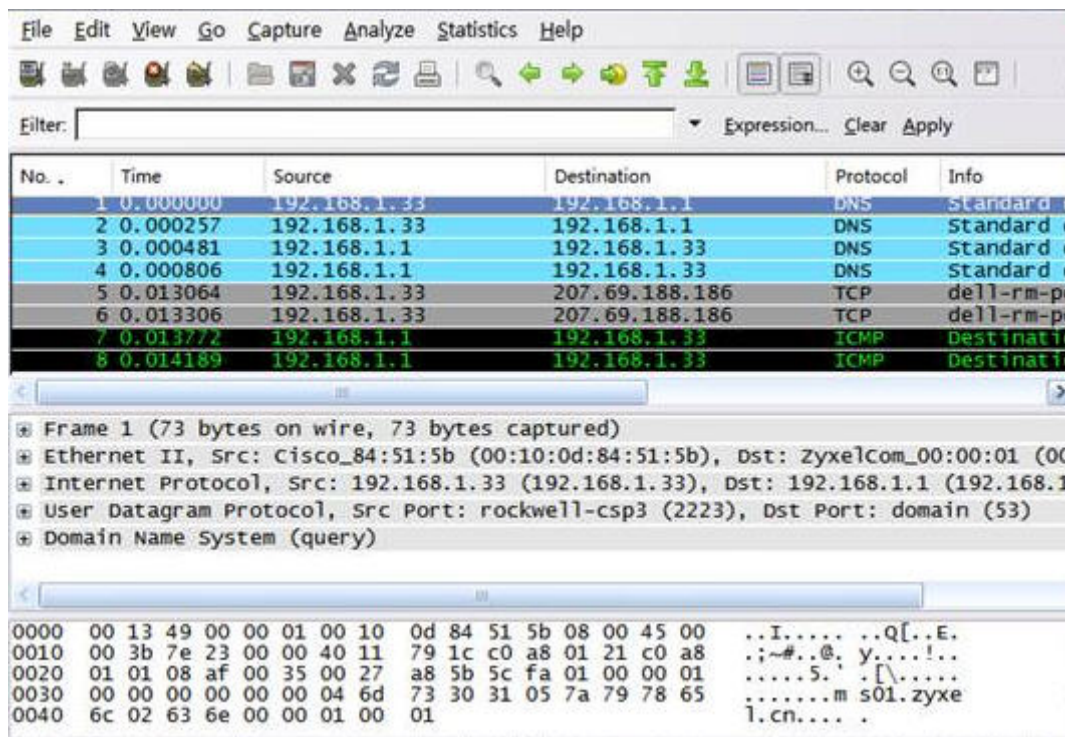 File Edit View Go Capture Analyze Statistics Help
Filter: Expression... Clear Apply
No. . Time Source Destination Protocol Info
1 0.000000 192.168.1.33 192.168.1.1 DNS Standard
2 0.000257 192.168.1.33 192.168.1.1 DNS Standard
3 0.000481 192.168.1.1 192.168.1.33 DNS Standard
4 0.000806 192.168.1.1 192.168.1.33 DNS Standard
5 0.013064 192.168.1.33 207.69.188.186 TCP dell-rm-p
6 0.013306 192.168.1.33 207.69.188.186 TCP dell-rm-p
7 0.013772 192.168.1.1 192.168.1.33 ICMP Destinati
8 0.014189 192.168.1.1 192.168.1.33 ICMP Destinati
Frame 1 (73 bytes on wire, 73 bytes captured)
Ethernet II, Src: Cisco_84:51:5b (00:10:0d:84:51:5b), Dst: ZyxelCom_00:00:01 (00
Internet Protocol, Src: 192.168.1.33 (192.168.1.33), Dst: 192.168.1.1 (192.168.1
User Datagram Protocol, Src Port: rockwell-csp3 (2223), Dst Port: domain (53)
Domain Name System (query)
0000 00 13 49 00 00 01 00 10 0d 84 51 5b 08 00 45 00 ..I..... ..Q[..E.
0010 00 3b 7e 23 00 00 40 11 79 1c c0 a8 01 21 c0 a8 .;~#..@. y....!..
0020 01 01 08 af 00 35 00 27 a8 5b 5c fa 01 00 00 01 .....5.' .[\.....
0030 00 00 00 00 00 00 04 6d 73 30 31 05 7a 79 78 65 .......m s01.zyxe
0040 6c 02 63 6e 00 00 01 00 01 l.cn.... .